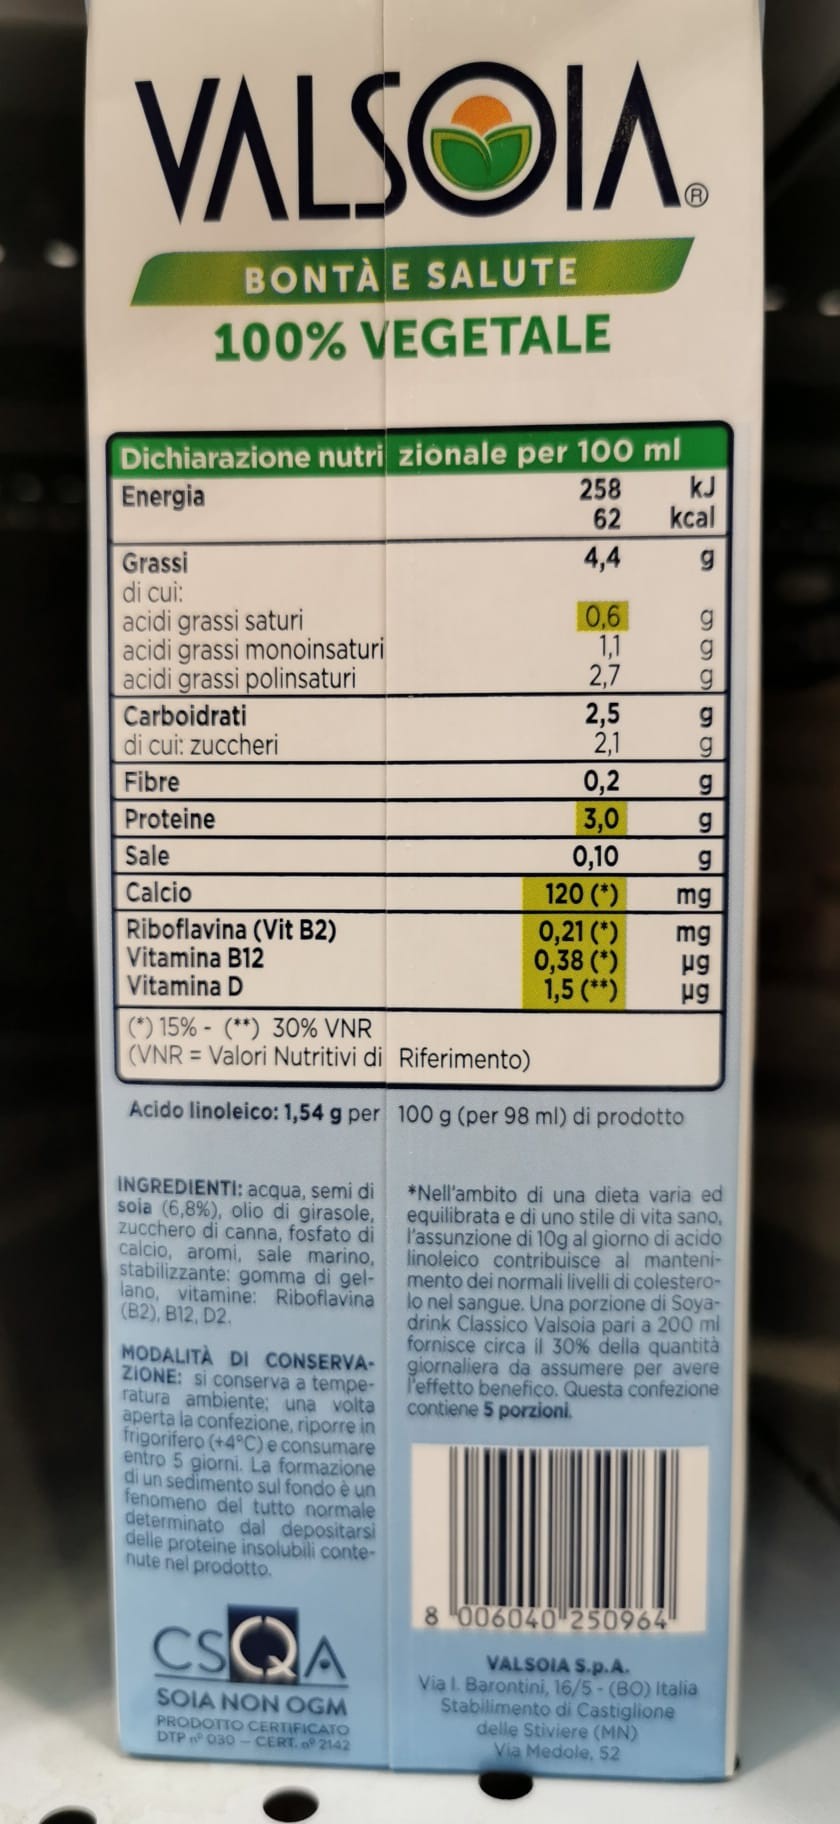 VALSOIA®
BONTÀ E SALUTE
100% VEGETALE
Dichiarazione nutrizionale per 100 ml
Energia 258 kJ
62 kcal
Grassi 4,4 g
di cui:
acidi grassi saturi 0,6 g
acidi grassi monoinsaturi 1,1 g
acidi grassi polinsaturi 2,7 g
Carboidrati 2,5 g
di cui: zuccheri 2,1 g
Fibre 0,2 g
Proteine 3,0 g
Sale 0,10 g
Calcio 120 (*) mg
Riboflavina (Vit B2) 0,21 (*) mg
Vitamina B12 0,38 (*) µg
Vitamina D 1,5 (**) µg
(*) 15% - (**) 30% VNR
(VNR = Valori Nutritivi di Riferimento)
Acido linoleico: 1,54 g per 100 g (per 98 ml) di prodotto
INGREDIENTI: acqua, semi di
soia (6,8%), olio di girasole,
zucchero di canna, fosfato di
calcio, aromi, sale marino,
stabilizzante: gomma di gel-
lano, vitamine: Riboflavina
(B2), B12, D2.
MODALITÀ DI CONSERVA-
ZIONE: si conserva a tempe-
ratura ambiente; una volta
aperta la confezione, riporre in
frigorifero (+4°C) e consumare
entro 5 giorni. La formazione
di un sedimento sul fondo è un
fenomeno del tutto normale
determinato dal depositarsi
delle proteine insolubili conte-
nute nel prodotto.
CSQA
SOIA NON OGM
PRODOTTO CERTIFICATO
DTP n° 030 – CERT. n° 2142
*Nell'ambito di una dieta varia ed
equilibrata e di uno stile di vita sano,
l'assunzione di 10g al giorno di acido
linoleico contribuisce al manteni-
mento dei normali livelli di colestero-
lo nel sangue. Una porzione di Soya-
drink Classico Valsoia pari a 200 ml
fornisce circa il 30% della quantità
giornaliera da assumere per avere
l'effetto benefico. Questa confezione
contiene 5 porzioni.
8 006040 250964
VALSOIA S.p.A.
Via I. Barontini, 16/5 - (BO) Italia
Stabilimento di Castiglione
delle Stiviere (MN)
Via Medole, 52